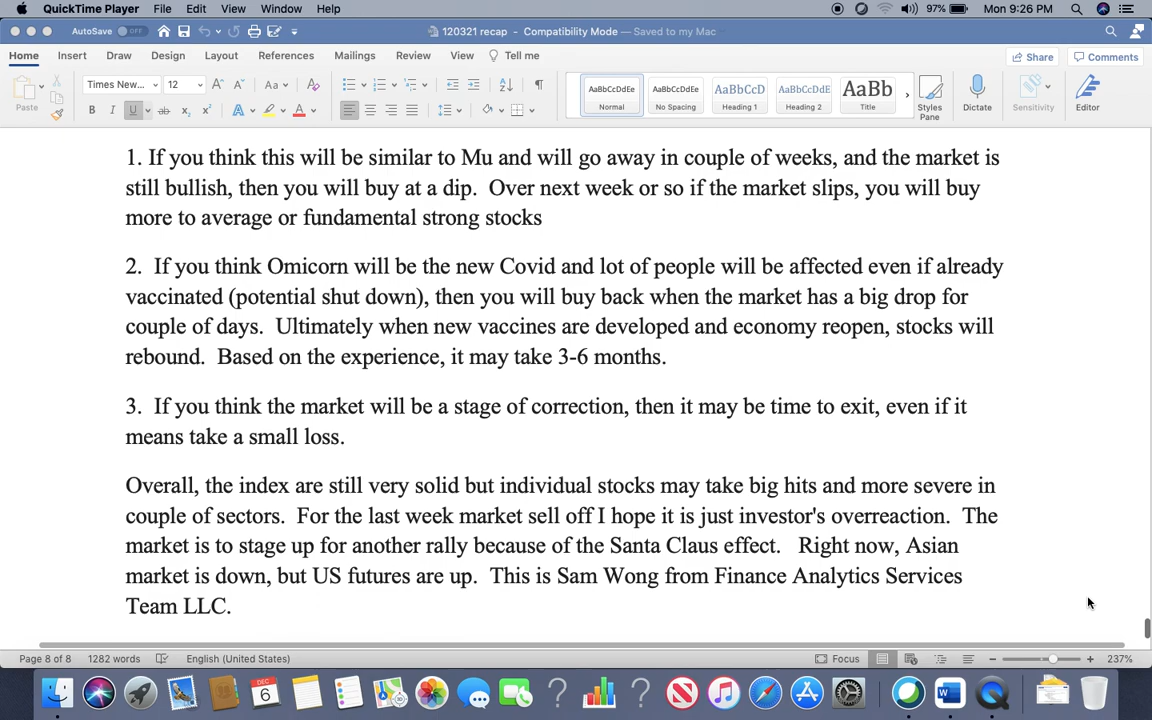 QuickTime Player File Edit View Window Help 97% Mon 9:26 PM
AutoSave OFF 120321 recap - Compatibility Mode — Saved to my Mac
Home Insert Draw Design Layout References Mailings Review View Tell me Share Comments
Paste Times New... 12 Aa AaBbCcDdEe AaBbCcDdEe AaBbCcD AaBbCcDdE AaBb
B I U ab x₂ x² A A Normal No Spacing Heading 1 Heading 2 Title Styles Pane Dictate Sensitivity Editor
1. If you think this will be similar to Mu and will go away in couple of weeks, and the market is
still bullish, then you will buy at a dip. Over next week or so if the market slips, you will buy
more to average or fundamental strong stocks
2. If you think Omicorn will be the new Covid and lot of people will be affected even if already
vaccinated (potential shut down), then you will buy back when the market has a big drop for
couple of days. Ultimately when new vaccines are developed and economy reopen, stocks will
rebound. Based on the experience, it may take 3-6 months.
3. If you think the market will be a stage of correction, then it may be time to exit, even if it
means take a small loss.
Overall, the index are still very solid but individual stocks may take big hits and more severe in
couple of sectors. For the last week market sell off I hope it is just investor's overreaction. The
market is to stage up for another rally because of the Santa Claus effect. Right now, Asian
market is down, but US futures are up. This is Sam Wong from Finance Analytics Services
Team LLC.
Page 8 of 8 1282 words English (United States) Focus 237%
DEC
6